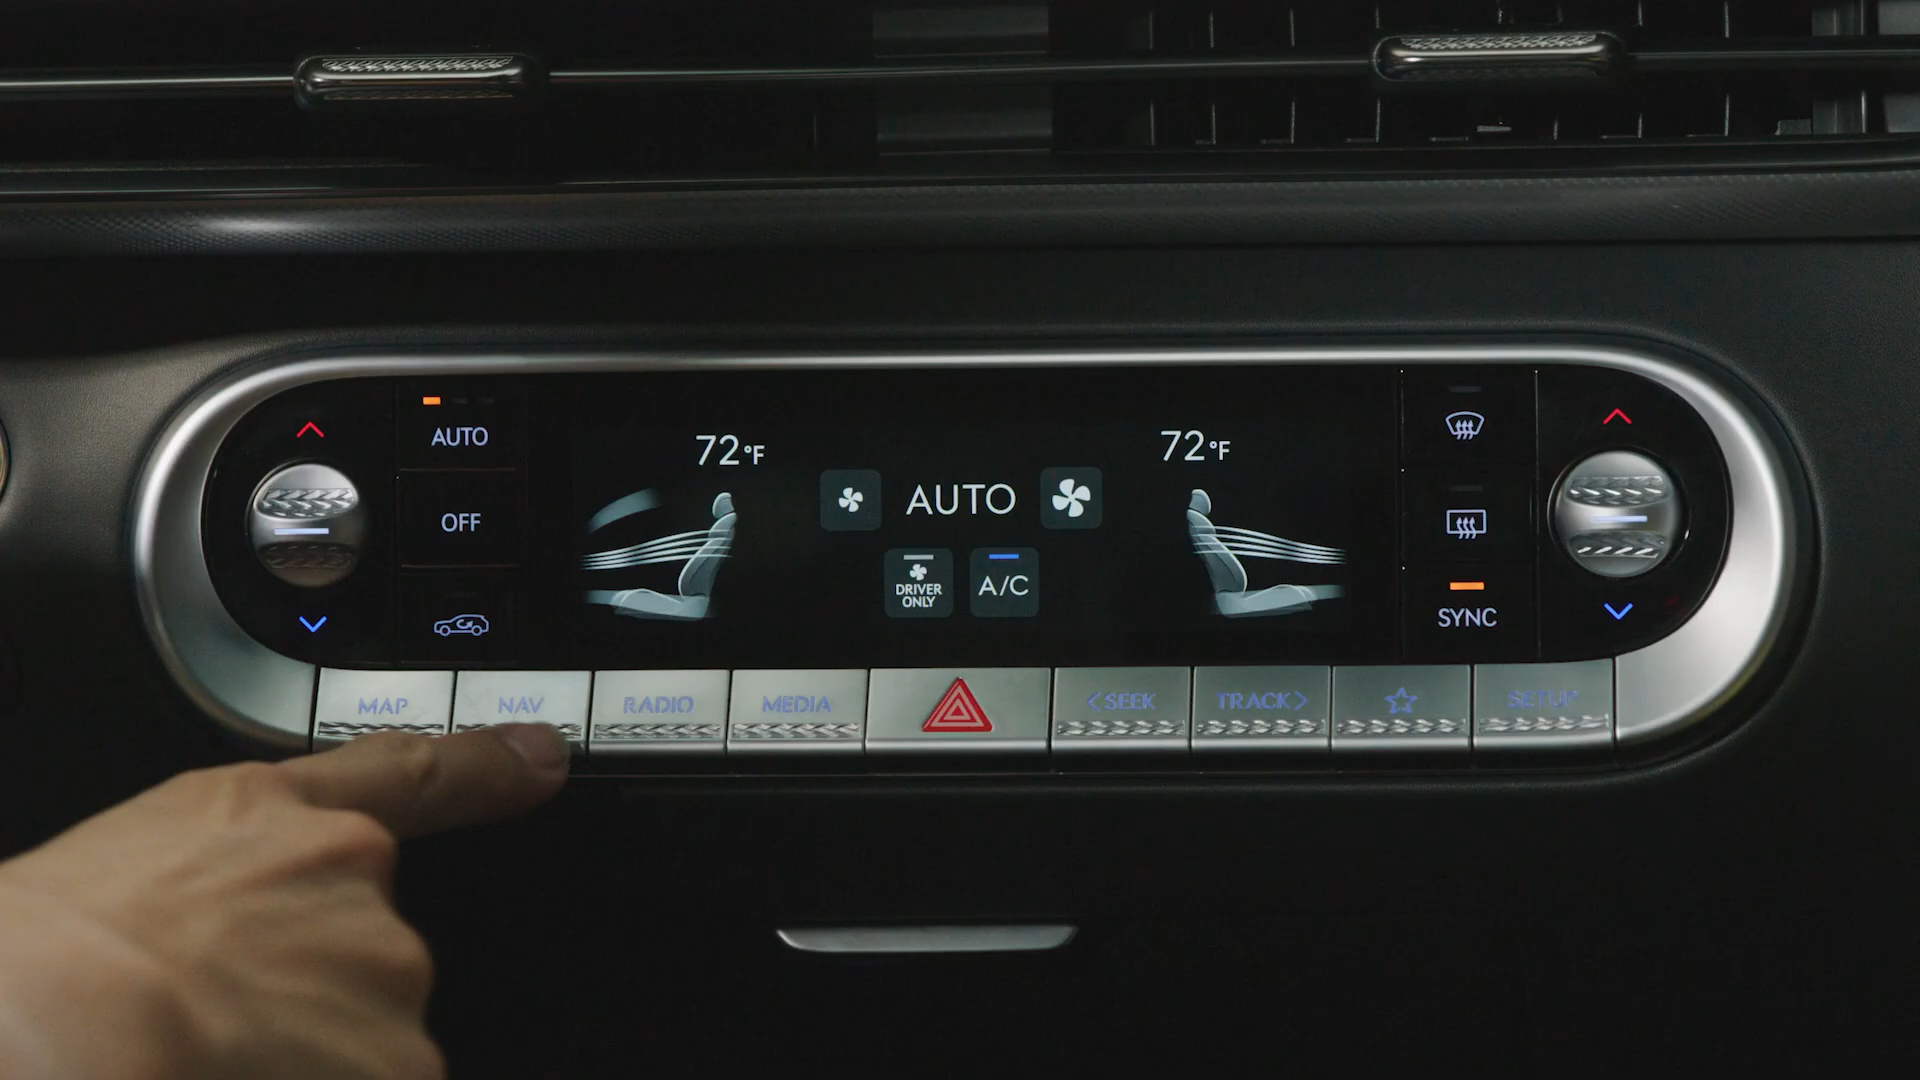 AUTO
OFF
72°F
AUTO
DRIVER
ONLY
A/C
72°F
SYNC
MAP
NAV
RADIO
MEDIA
<SEEK
TRACK>
SETUP